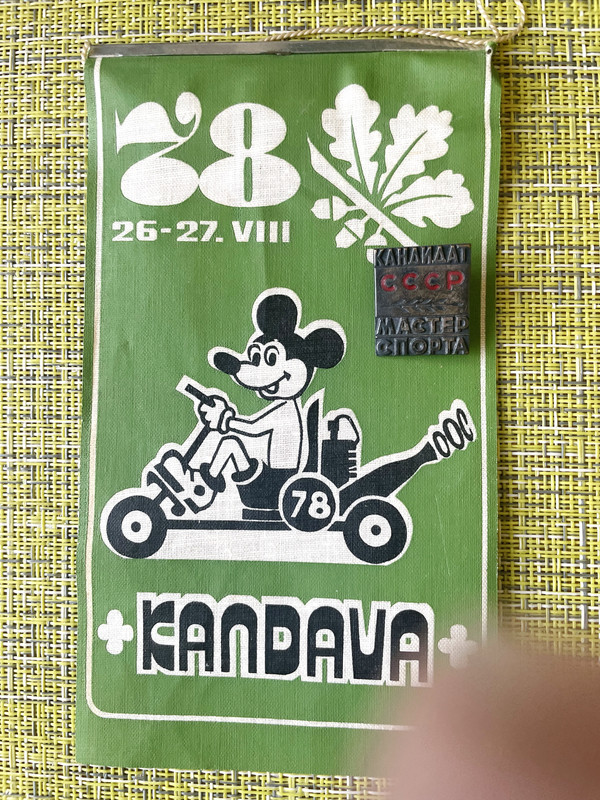 78
26-27. VIII
КАНДИДАТ
СССР
МАСТЕР
СПОРТА
78
KANDAVA